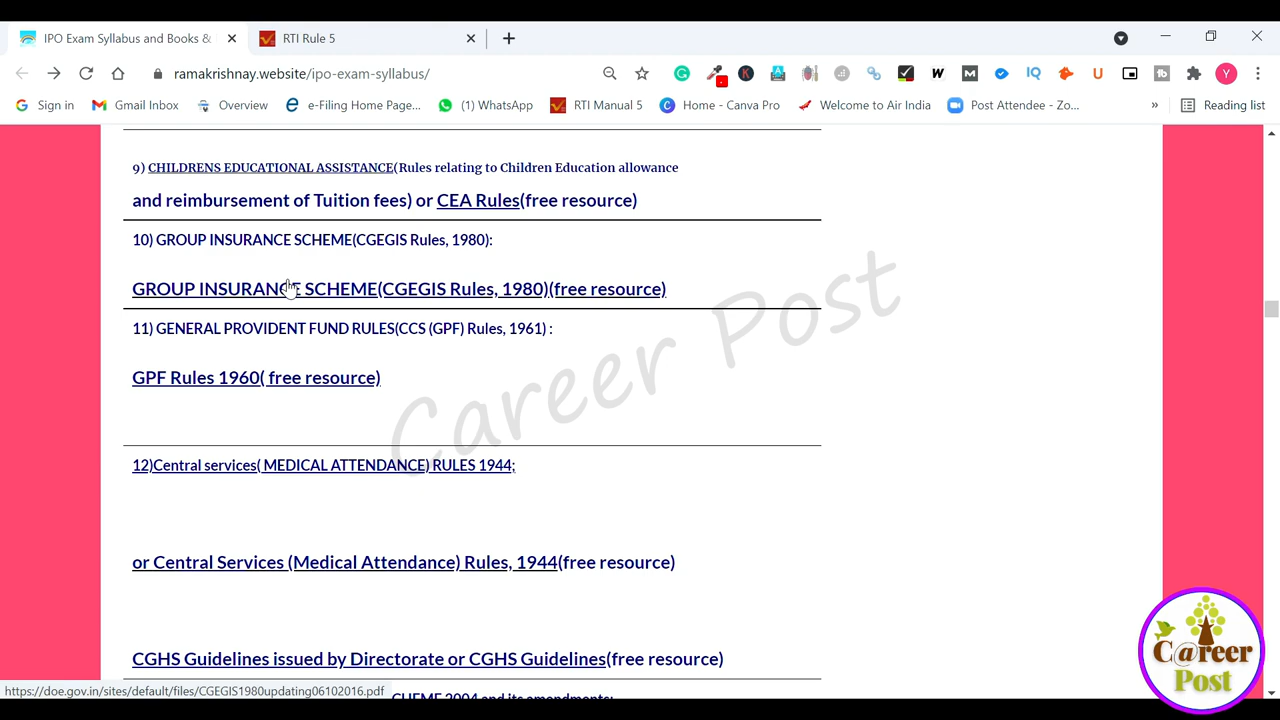 IPO Exam Syllabus and Books &
RTI Rule 5
ramakrishnay.website/ipo-exam-syllabus/
Sign in
Gmail Inbox
Overview
e-Filing Home Page...
(1) WhatsApp
RTI Manual 5
Home - Canva Pro
Welcome to Air India
Post Attendee - Zo...
»
Reading list
9) CHILDRENS EDUCATIONAL ASSISTANCE(Rules relating to Children Education allowance
and reimbursement of Tuition fees) or CEA Rules(free resource)
10) GROUP INSURANCE SCHEME(CGEGIS Rules, 1980):
GROUP INSURANCE SCHEME(CGEGIS Rules, 1980)(free resource)
11) GENERAL PROVIDENT FUND RULES(CCS (GPF) Rules, 1961) :
GPF Rules 1960( free resource)
Career Post
12)Central services( MEDICAL ATTENDANCE) RULES 1944;
or Central Services (Medical Attendance) Rules, 1944(free resource)
CGHS Guidelines issued by Directorate or CGHS Guidelines(free resource)
https://doe.gov.in/sites/default/files/CGEGIS1980updating06102016.pdf
CHEME 2004 and its amendments:
C@reer
Post